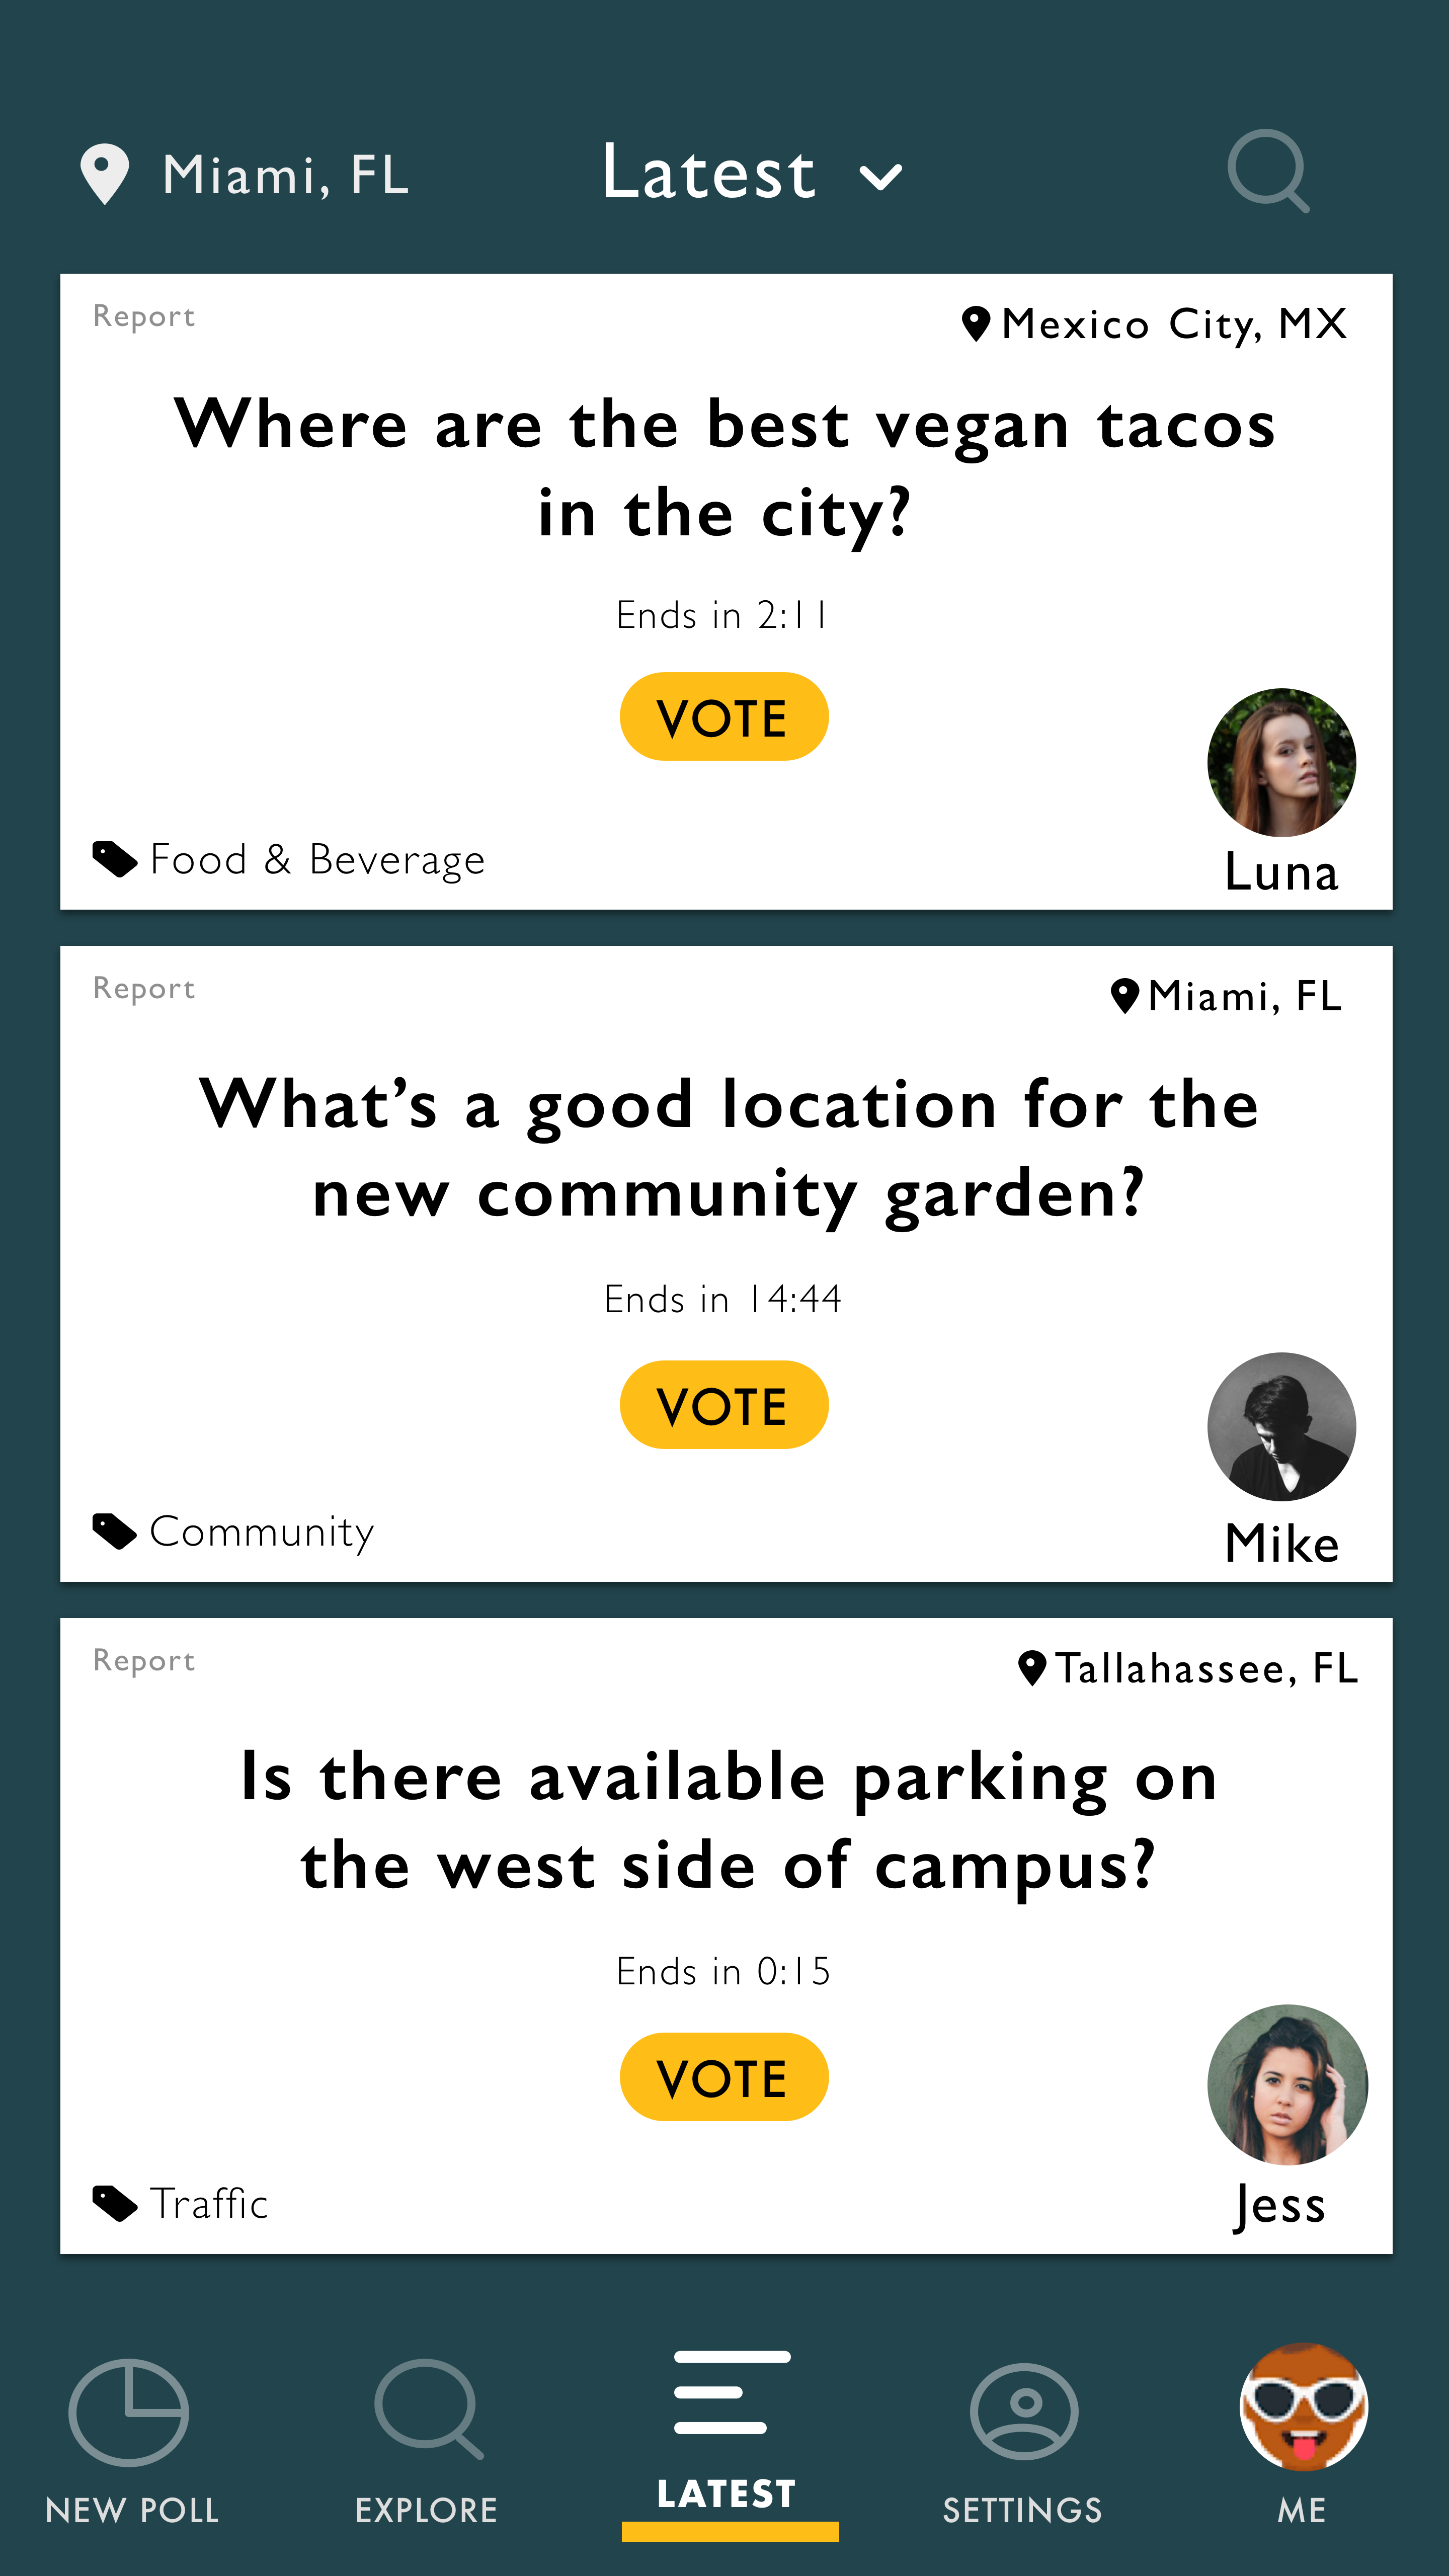 Miami, FL
Latest
Report
Mexico City, MX
Where are the best vegan tacos
in the city?
Ends in 2:11
VOTE
Food & Beverage
Luna
Report
Miami, FL
What’s a good location for the
new community garden?
Ends in 14:44
VOTE
Community
Mike
Report
Tallahassee, FL
Is there available parking on
the west side of campus?
Ends in 0:15
VOTE
Traffic
Jess
NEW POLL
EXPLORE
LATEST
SETTINGS
ME